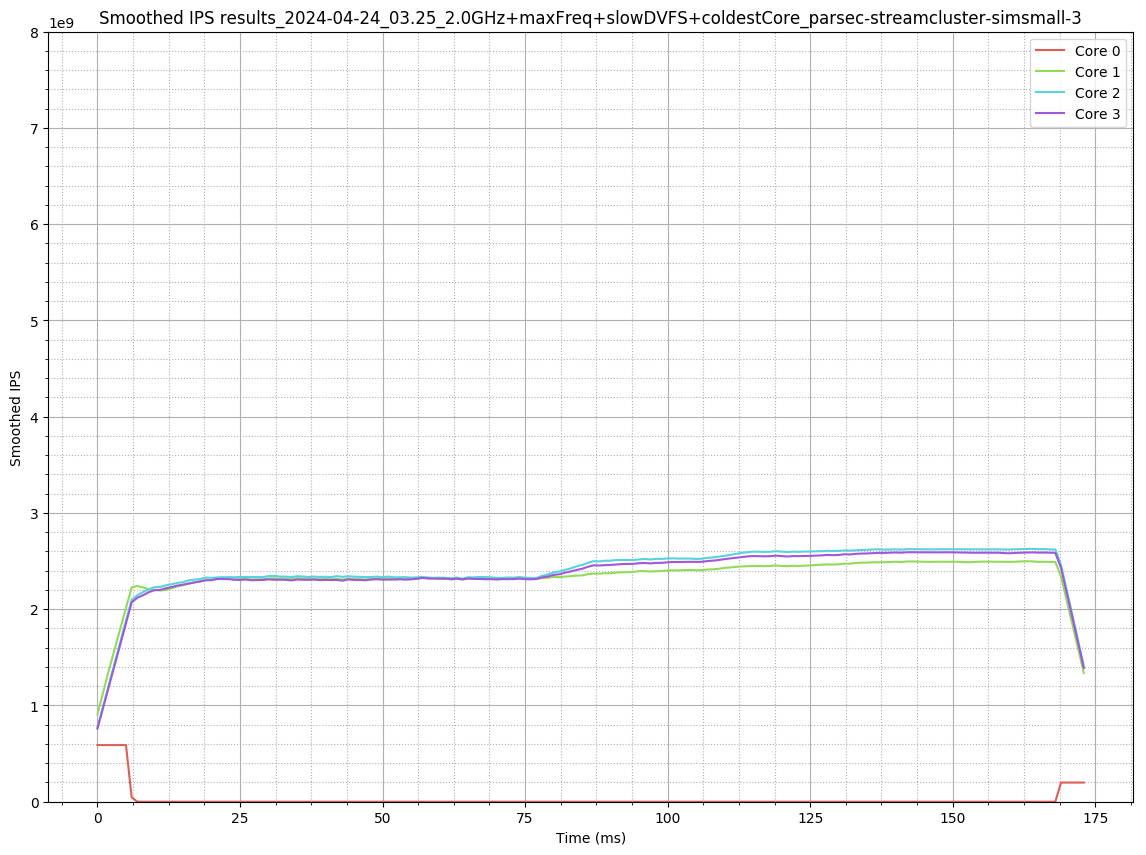 Smoothed IPS results_2024-04-24_03.25_2.0GHz+maxFreq+slowDVFS+coldestCore_parsec-streamcluster-simsmall-3
1e9
8
7
6
5
4
3
2
1
0
Smoothed IPS
Core 0
Core 1
Core 2
Core 3
0 25 50 75 100 125 150 175
Time (ms)